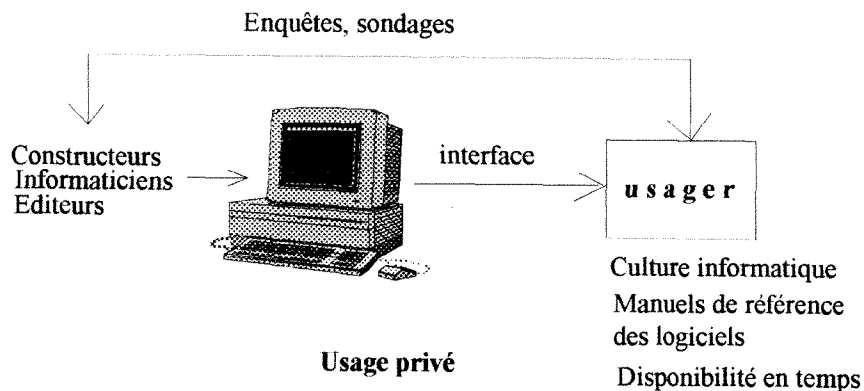 Enquêtes, sondages
Constructeurs
Informaticiens
Editeurs
interface
usager
Culture informatique
Manuels de référence
des logiciels
Disponibilité en temps
Usage privé